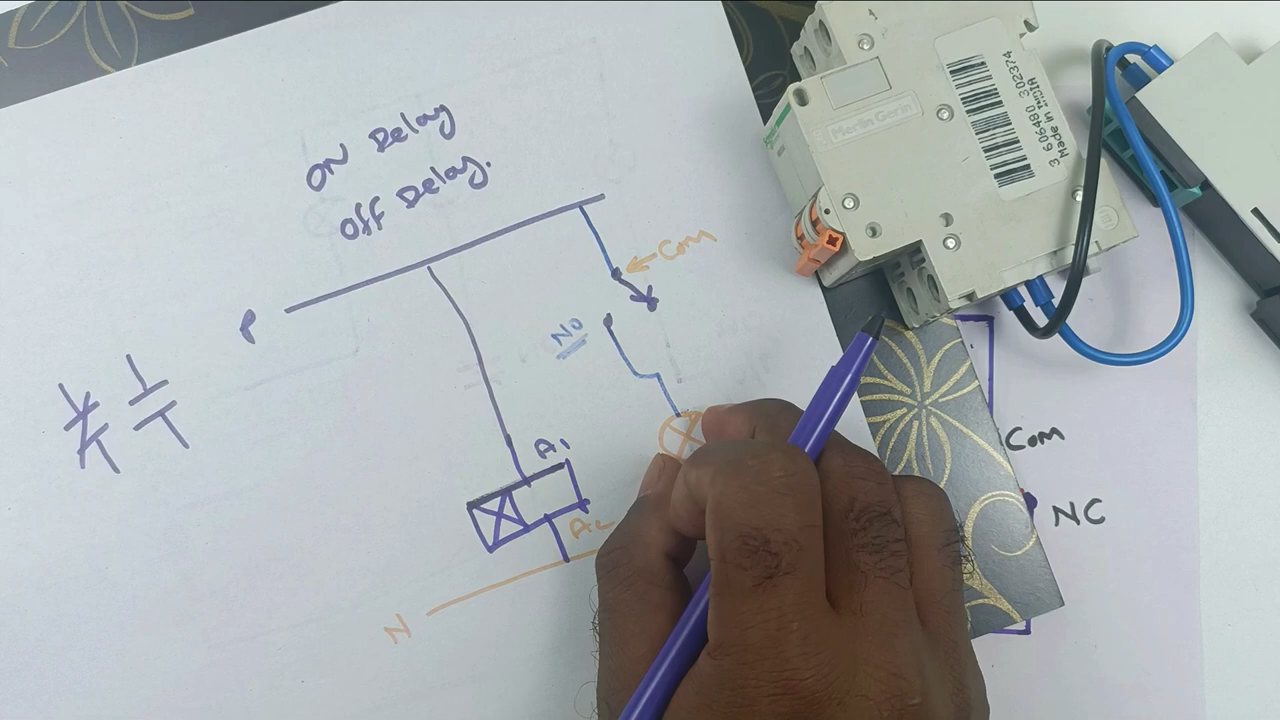 ON Delay
Off Delay.
P
Com
NO
A1
A2
N
Com
NC
Merlin Gerin
3 606480 302374
Made in INDIA